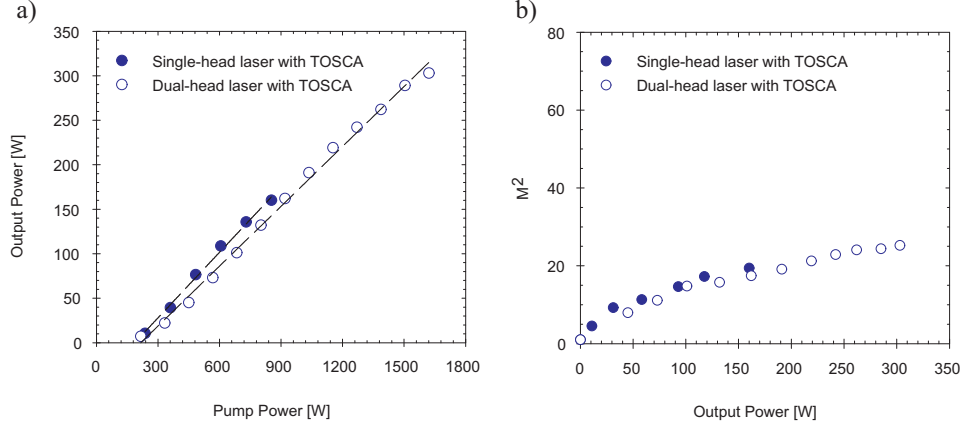 a)
350
300
250
200
150
100
50
0
Output Power [W]
Single-head laser with TOSCA
Dual-head laser with TOSCA
0 300 600 900 1200 1500 1800
Pump Power [W]
b)
80
60
40
20
0
M²
Single-head laser with TOSCA
Dual-head laser with TOSCA
0 50 100 150 200 250 300 350
Output Power [W]